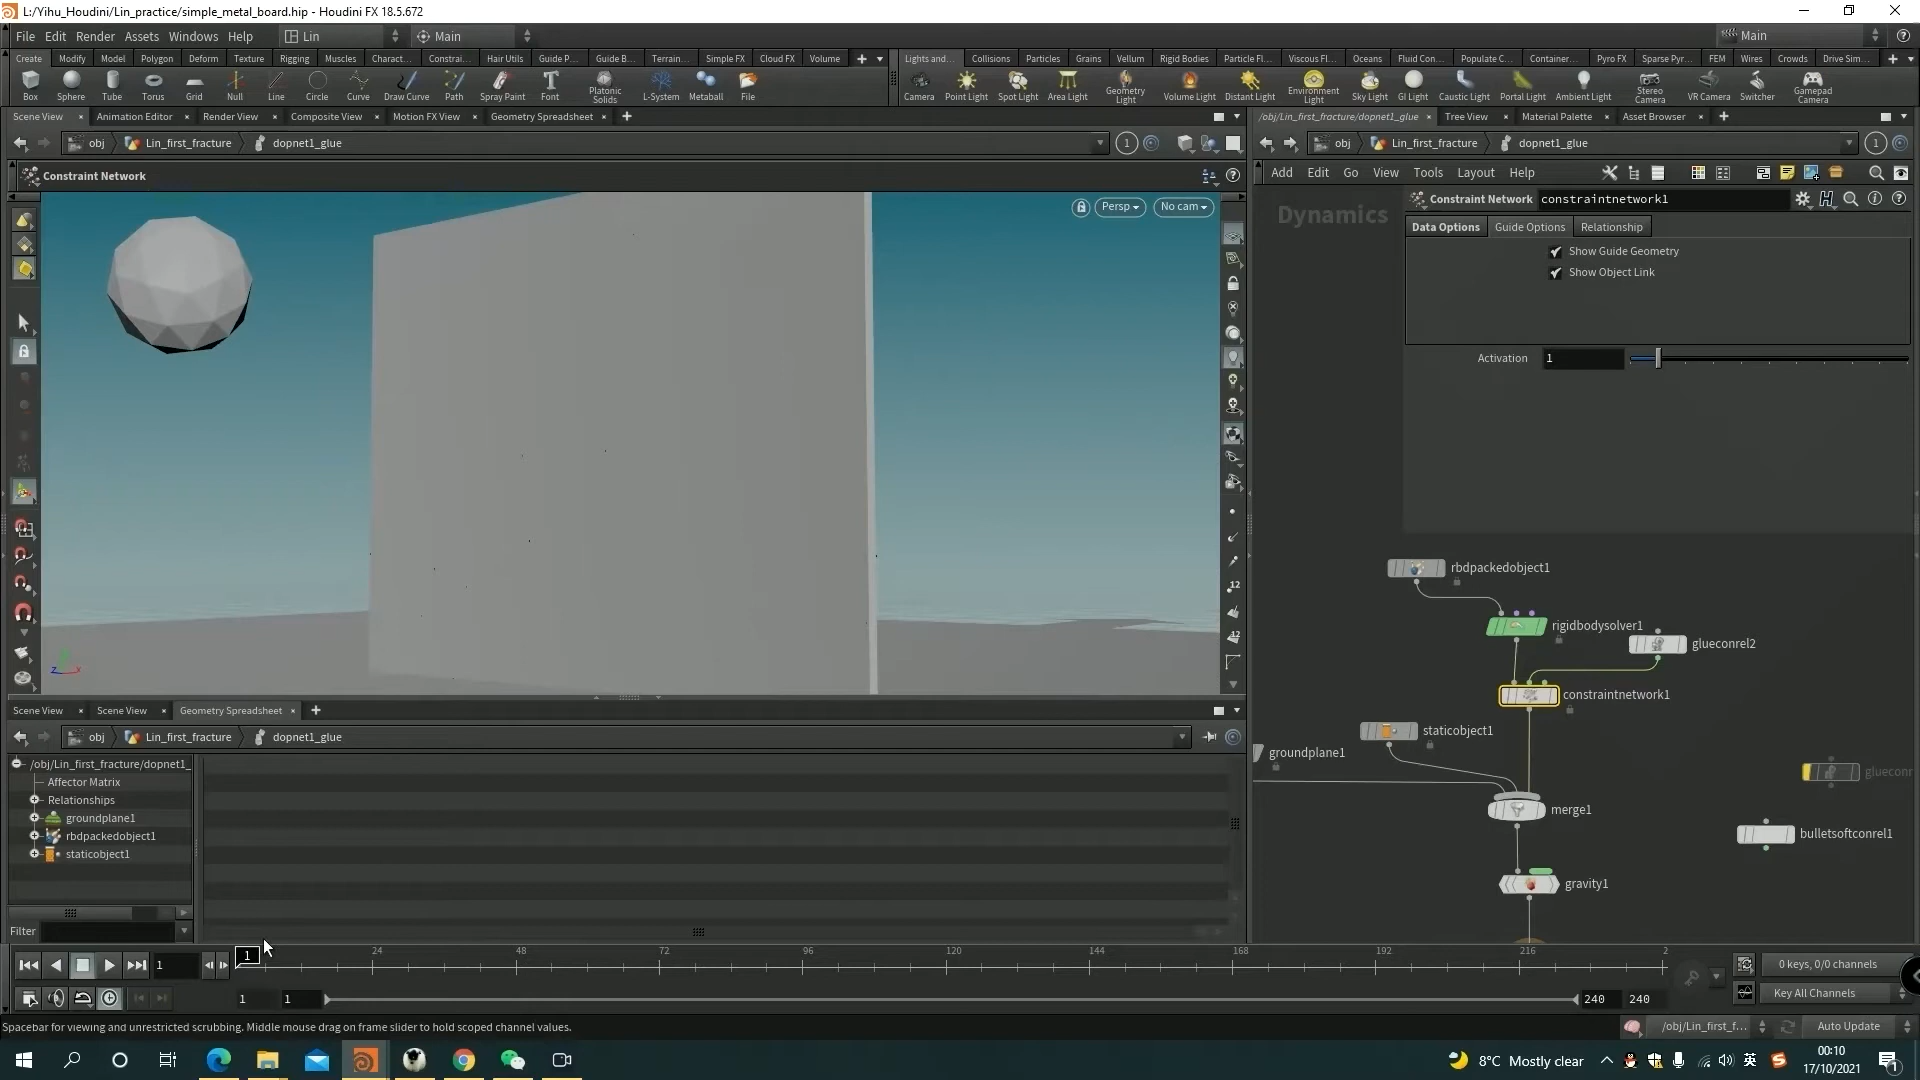 L:/Yihu_Houdini/Lin_practice/simple_metal_board.hip - Houdini FX 18.5.672
File Edit Render Assets Windows Help Lin Main Main
Create Modify Model Polygon Deform Texture Rigging Muscles Charact... Constrai... Hair Utils Guide P... Guide B... Terrain... Simple FX Cloud FX Volume
Box Sphere Tube Torus Grid Null Line Circle Curve Draw Curve Path Spray Paint Font Platonic Solids L-System Metaball File
Lights and... Collisions Particles Grains Vellum Rigid Bodies Particle Fl... Viscous Fl... Oceans Fluid Con... Populate C... Container... Pyro FX Sparse Pyr... FEM Wires Crowds Drive Sim...
Camera Point Light Spot Light Area Light Geometry Light Volume Light Distant Light Environment Light Sky Light GI Light Caustic Light Portal Light Ambient Light Stereo Camera VR Camera Switcher Gamepad Camera
Scene View Animation Editor Render View Composite View Motion FX View Geometry Spreadsheet
obj Lin_first_fracture dopnet1_glue 1
Constraint Network
Persp No cam
12
12
/obj/Lin_first_fracture/dopnet1_glue Tree View Material Palette Asset Browser
obj Lin_first_fracture dopnet1_glue 1
Add Edit Go View Tools Layout Help
Dynamics
Constraint Network constraintnetwork1
Data Options Guide Options Relationship
Show Guide Geometry
Show Object Link
Activation 1
rbdpackedobject1
rigidbodysolver1
glueconrel2
constraintnetwork1
staticobject1
groundplane1
glueconr
merge1
bulletsoftconrel1
gravity1
z x
Scene View Scene View Geometry Spreadsheet
obj Lin_first_fracture dopnet1_glue
/obj/Lin_first_fracture/dopnet1_
Affector Matrix
Relationships
groundplane1
rbdpackedobject1
staticobject1
Filter
1 1 24 48 72 96 120 144 168 192 216 2
0 keys, 0/0 channels
1 1 240 240 Key All Channels
Spacebar for viewing and unrestricted scrubbing. Middle mouse drag on frame slider to hold scoped channel values.
/obj/Lin_first_f... Auto Update
8°C Mostly clear 英 00:10
17/10/2021